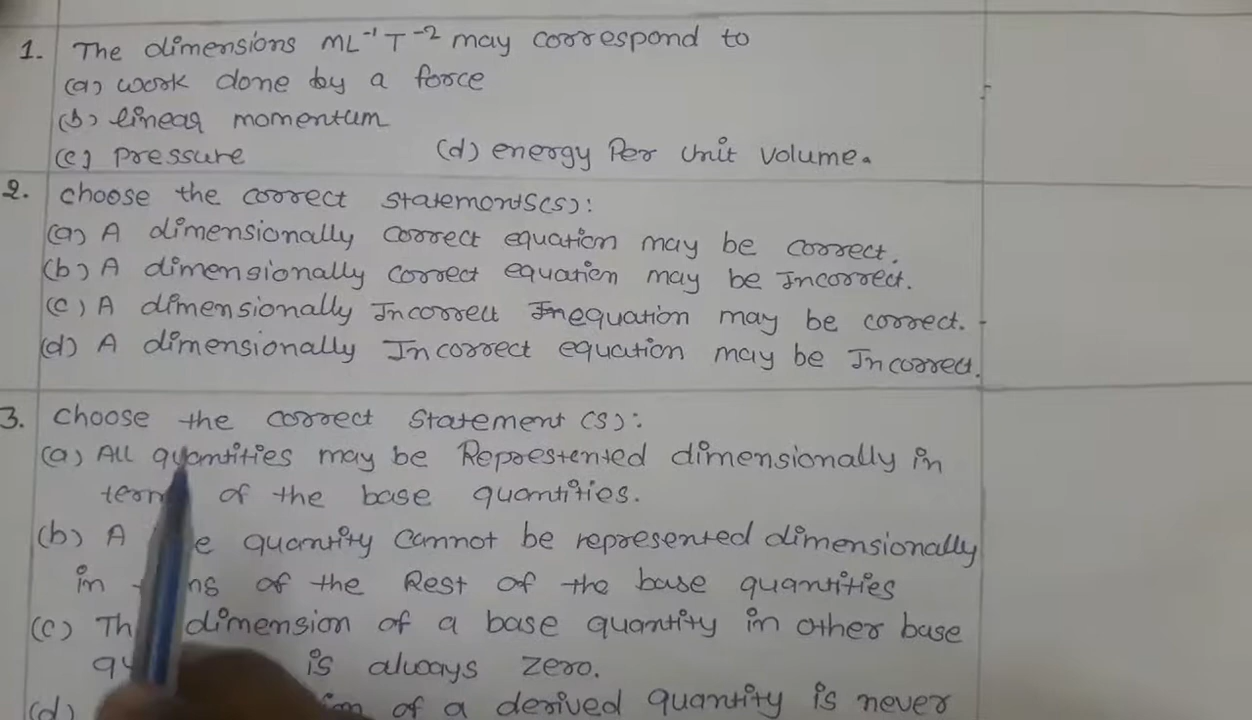 1. The dimensions ML⁻¹T⁻² may correspond to
(a) work done by a force
(b) linear momentum
(c) pressure (d) energy Per Unit volume.
2. choose the correct statements(s):
(a) A dimensionally correct equation may be correct.
(b) A dimensionally correct equation may be Incorrect.
(c) A dimensionally Incorrect equation may be correct.
(d) A dimensionally Incorrect equation may be Incorrect.
3. choose the correct Statement (s):
(a) All quantities may be Represtented dimensionally in
of the base quantities.
(b) A quantity cannot be represented dimensionally
in of the Rest of the base quantities
(c) dimension of a base quantity in other base
is always zero.
(d) of a derived quantity is never